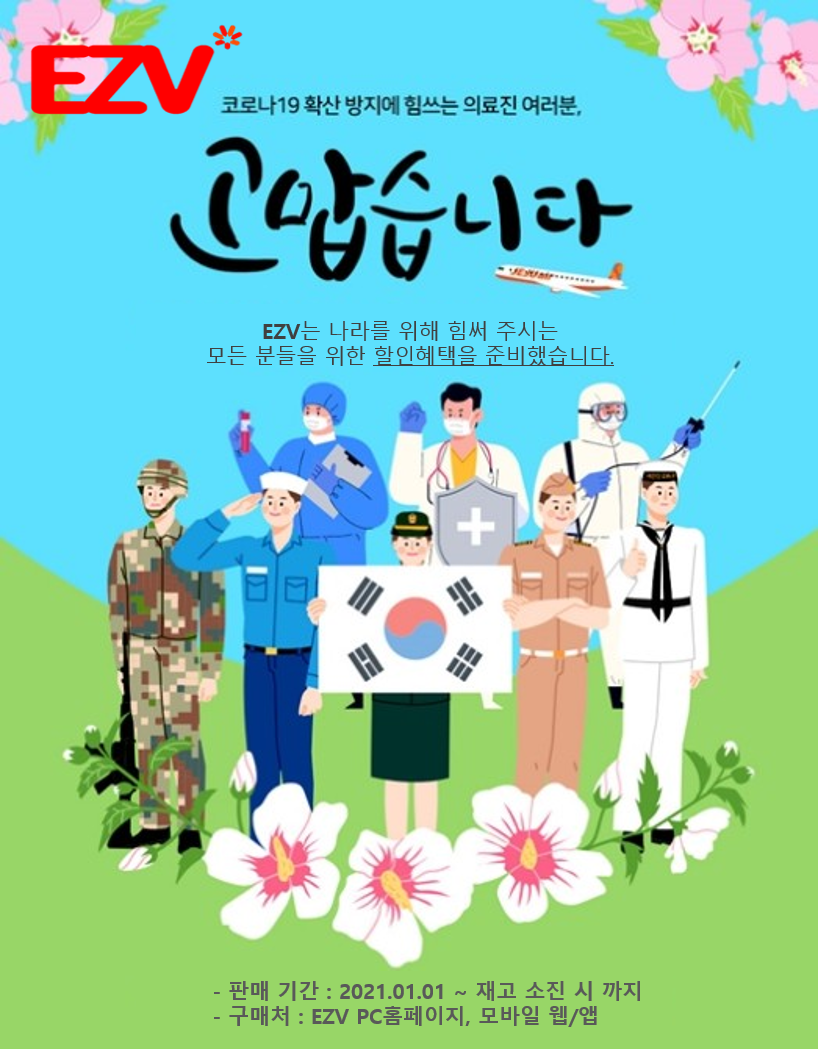 EZV
코로나19 확산 방지에 힘쓰는 의료진 여러분,
고맙습니다
JEJUair
EZV는 나라를 위해 힘써 주시는
모든 분들을 위한 할인혜택을 준비했습니다.
- 판매 기간 : 2021.01.01 ~ 재고 소진 시 까지
- 구매처 : EZV PC홈페이지, 모바일 웹/앱